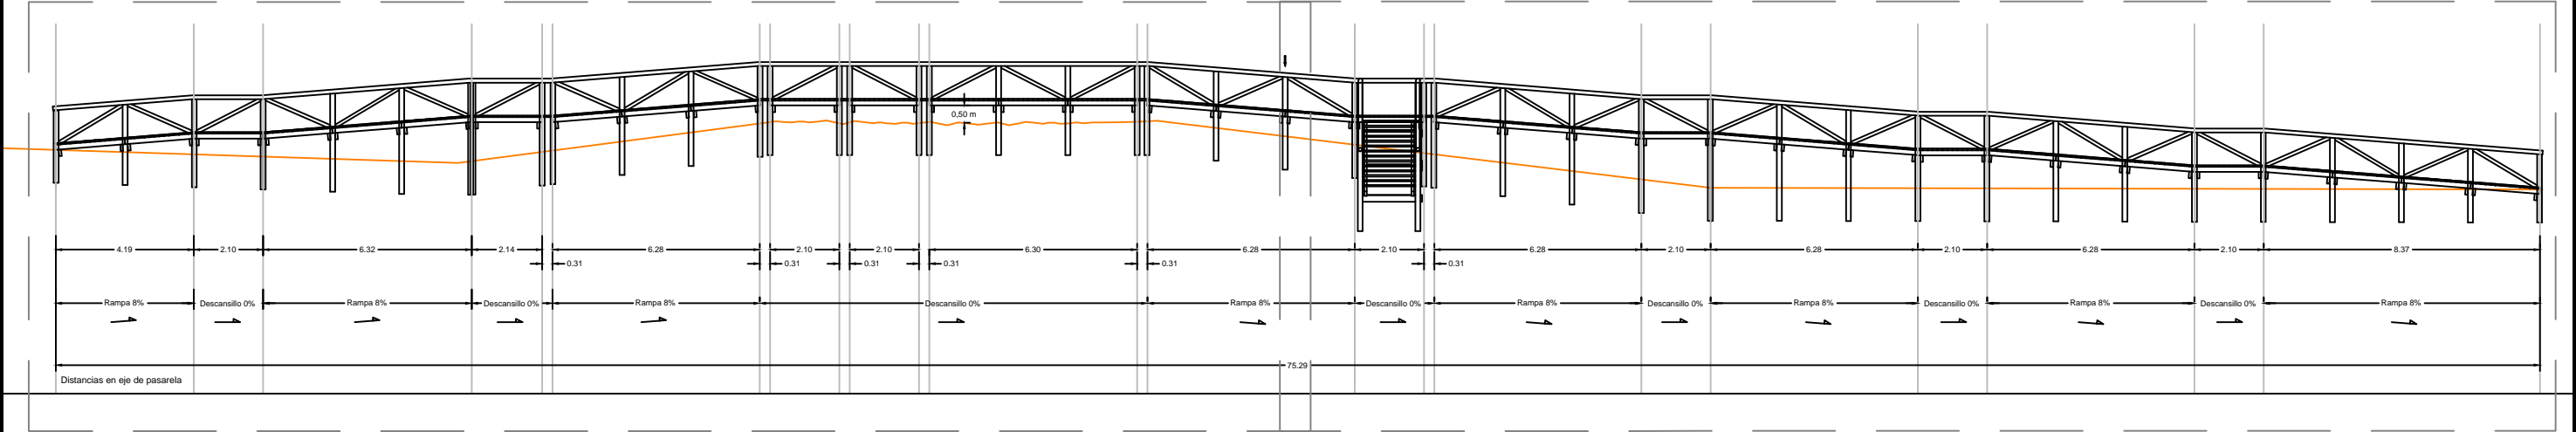 0,50 m
4.19 2.10 6.32 2.14 6.28 2.10 2.10 6.30 6.28 2.10 6.28 2.10 6.28 2.10 6.28 2.10 8.37
0.31 0.31 0.31 0.31 0.31 0.31
Rampa 8% Descansillo 0% Rampa 8% Descansillo 0% Rampa 8% Descansillo 0% Rampa 8% Descansillo 0% Rampa 8% Descansillo 0% Rampa 8% Descansillo 0% Rampa 8% Descansillo 0% Rampa 8%
75.29
Distancias en eje de pasarela